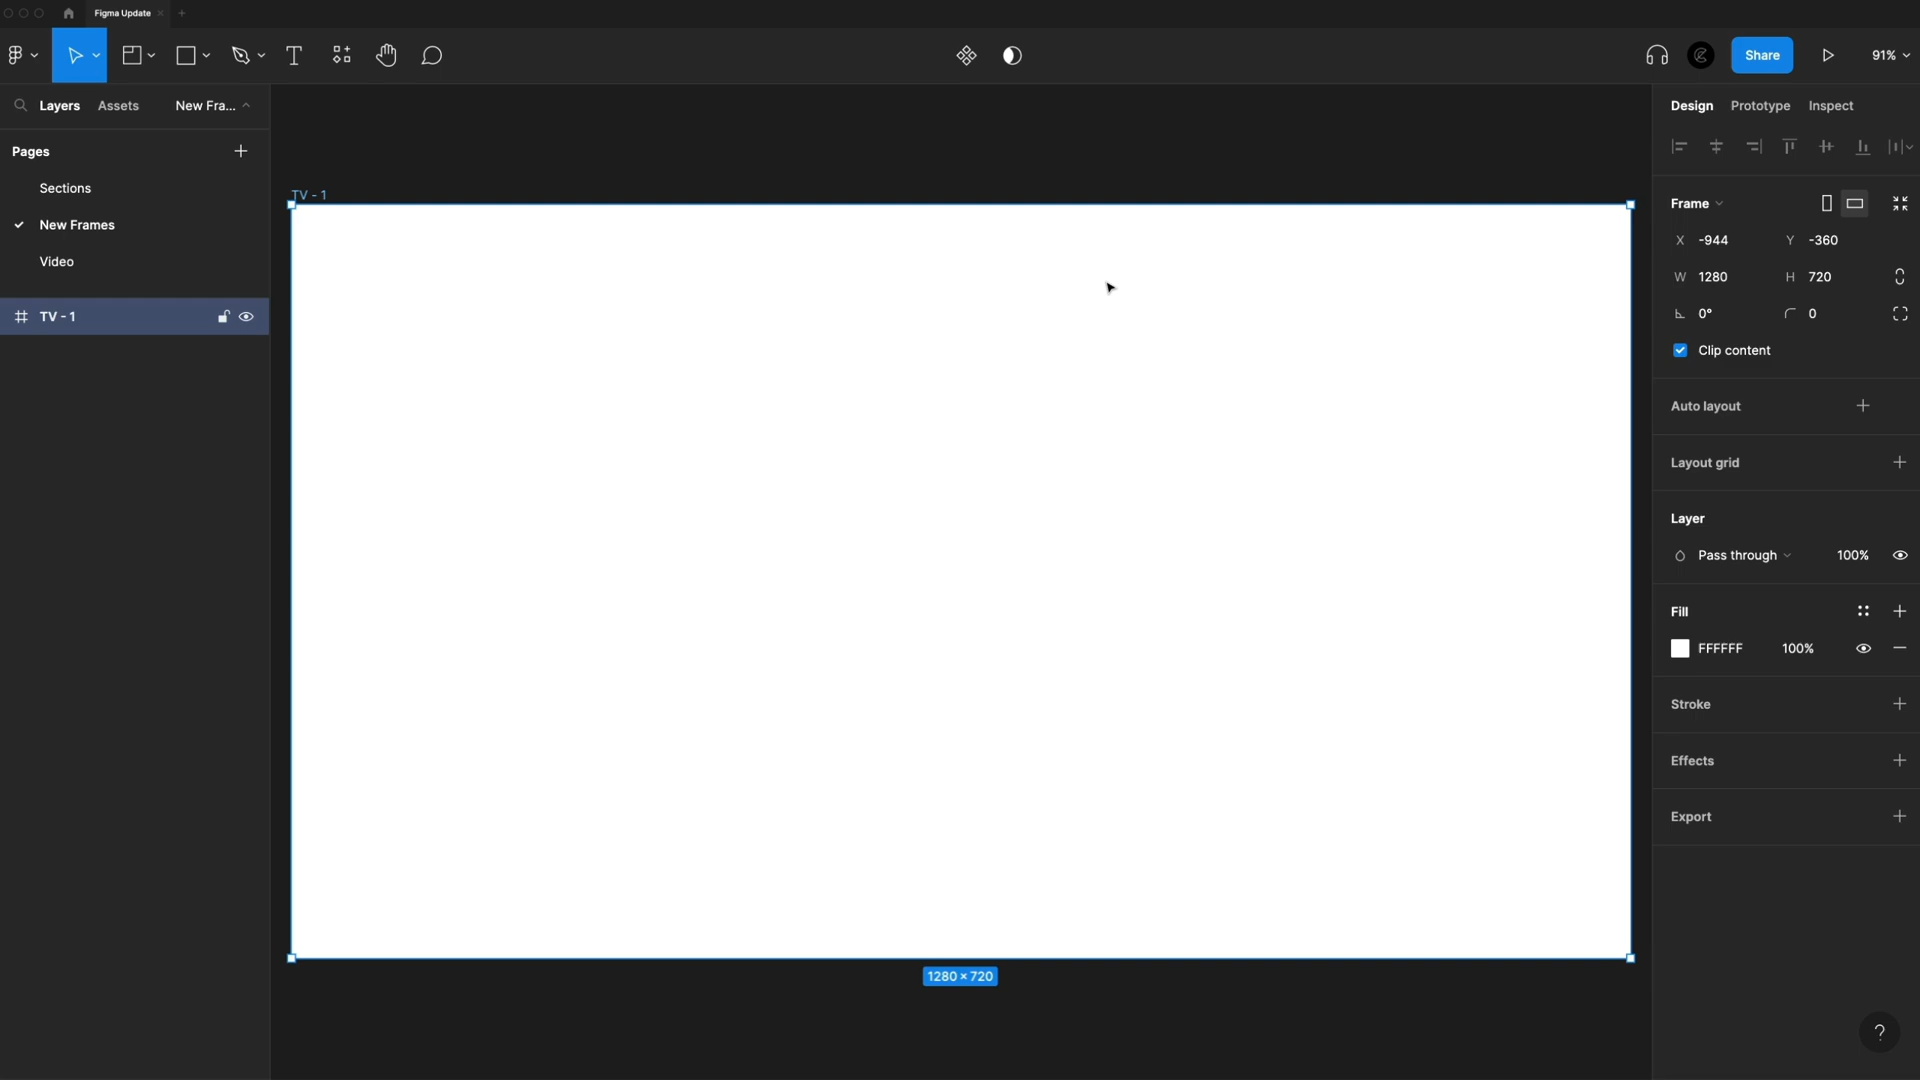 Figma Update
Share
91%
Layers Assets New Fra...
Pages
Sections
New Frames
Video
TV - 1
TV - 1
1280 × 720
Design Prototype Inspect
Frame
X -944 Y -360
W 1280 H 720
0° 0
Clip content
Auto layout
Layout grid
Layer
Pass through 100%
Fill
FFFFFF 100%
Stroke
Effects
Export
?